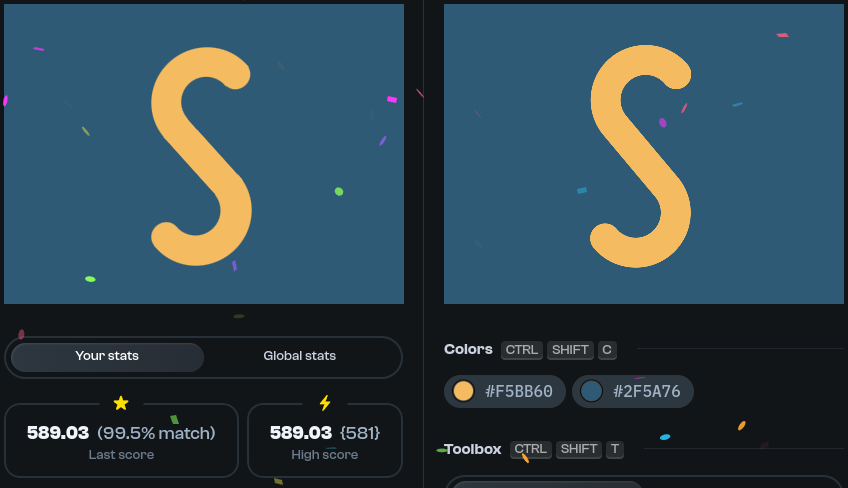 Your stats
Global stats
589.03 (99.5% match)
Last score
589.03 {581}
High score
Colors CTRL SHIFT C
#F5BB60
#2F5A76
Toolbox CTRL SHIFT T